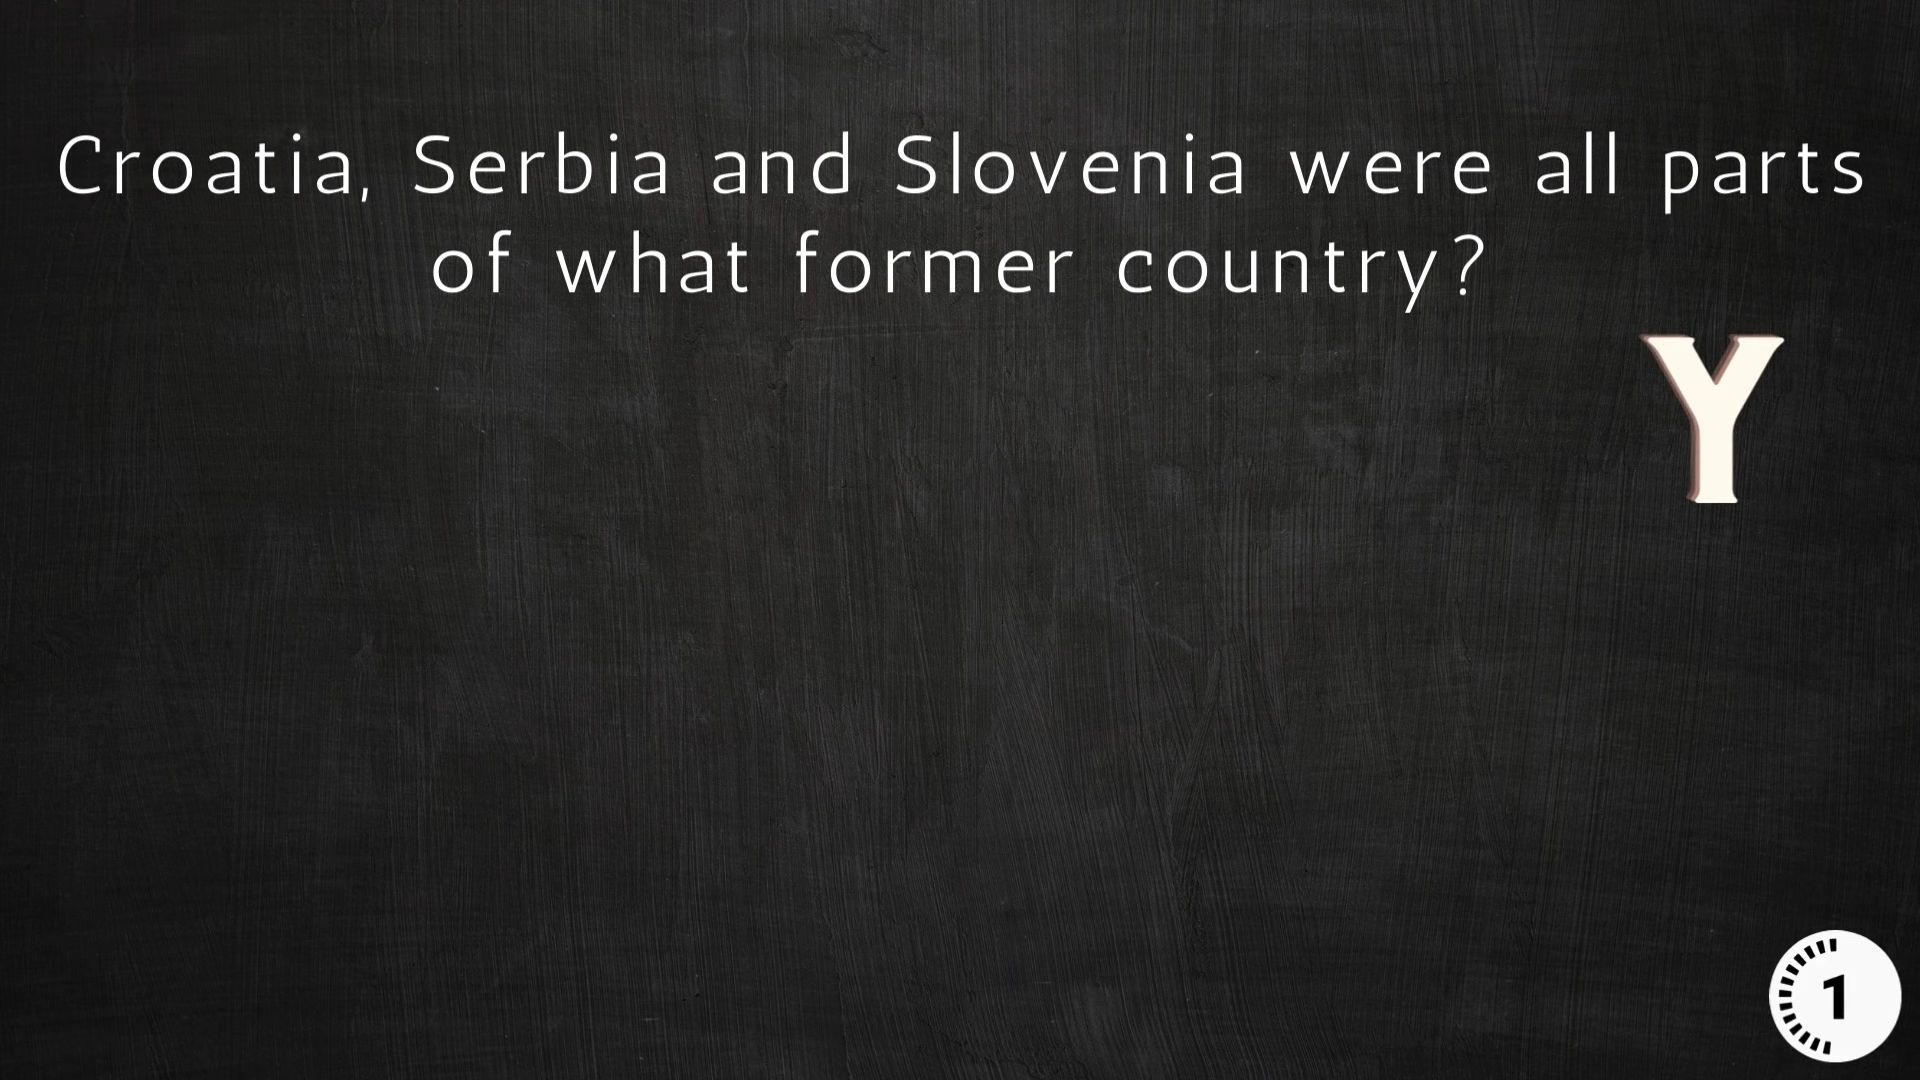 Croatia, Serbia and Slovenia were all parts
of what former country?
Y
1